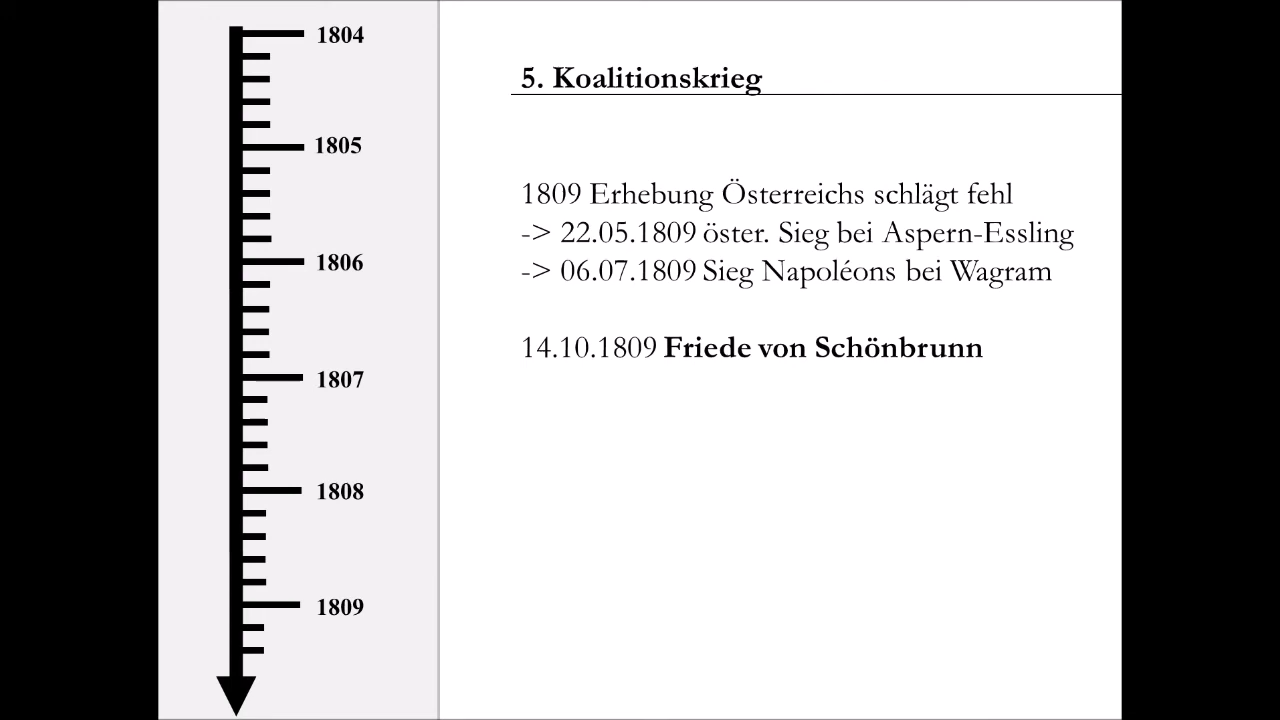 1804
1805
1806
1807
1808
1809
5. Koalitionskrieg
1809 Erhebung Österreichs schlägt fehl
-> 22.05.1809 öster. Sieg bei Aspern-Essling
-> 06.07.1809 Sieg Napoléons bei Wagram
14.10.1809 Friede von Schönbrunn